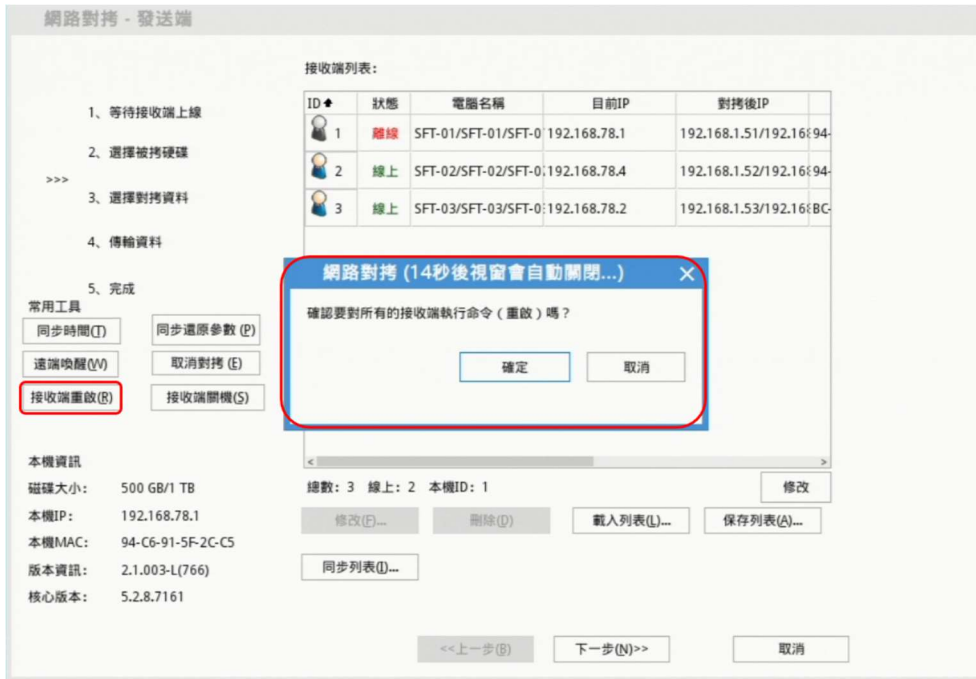 網路對拷 - 發送端
接收端列表:
1、等待接收端上線
2、選擇被拷硬碟
>>>
3、選擇對拷資料
4、傳輸資料
5、完成
常用工具
同步時間(T) 同步還原參數 (P)
遠端喚醒(W) 取消對拷 (E)
接收端重啟(R) 接收端關機(S)
ID 狀態 電腦名稱 目前IP 對拷後IP
1 離線 SFT-01/SFT-01/SFT-0 192.168.78.1 192.168.1.51/192.16 94-
2 線上 SFT-02/SFT-02/SFT-0 192.168.78.4 192.168.1.52/192.16 94-
3 線上 SFT-03/SFT-03/SFT-0 192.168.78.2 192.168.1.53/192.16 BC-
網路對拷 (14秒後視窗會自動關閉...)
確認要對所有的接收端執行命令 ( 重啟 ) 嗎 ?
確定 取消
本機資訊
磁碟大小: 500 GB/1 TB
本機IP: 192.168.78.1
本機MAC: 94-C6-91-5F-2C-C5
版本資訊: 2.1.003-L(766)
核心版本: 5.2.8.7161
總數: 3 線上: 2 本機ID: 1
修改
修改(F)... 刪除(D) 載入列表(L)... 保存列表(A)...
同步列表(I)...
<<上一步(B) 下一步(N)>> 取消